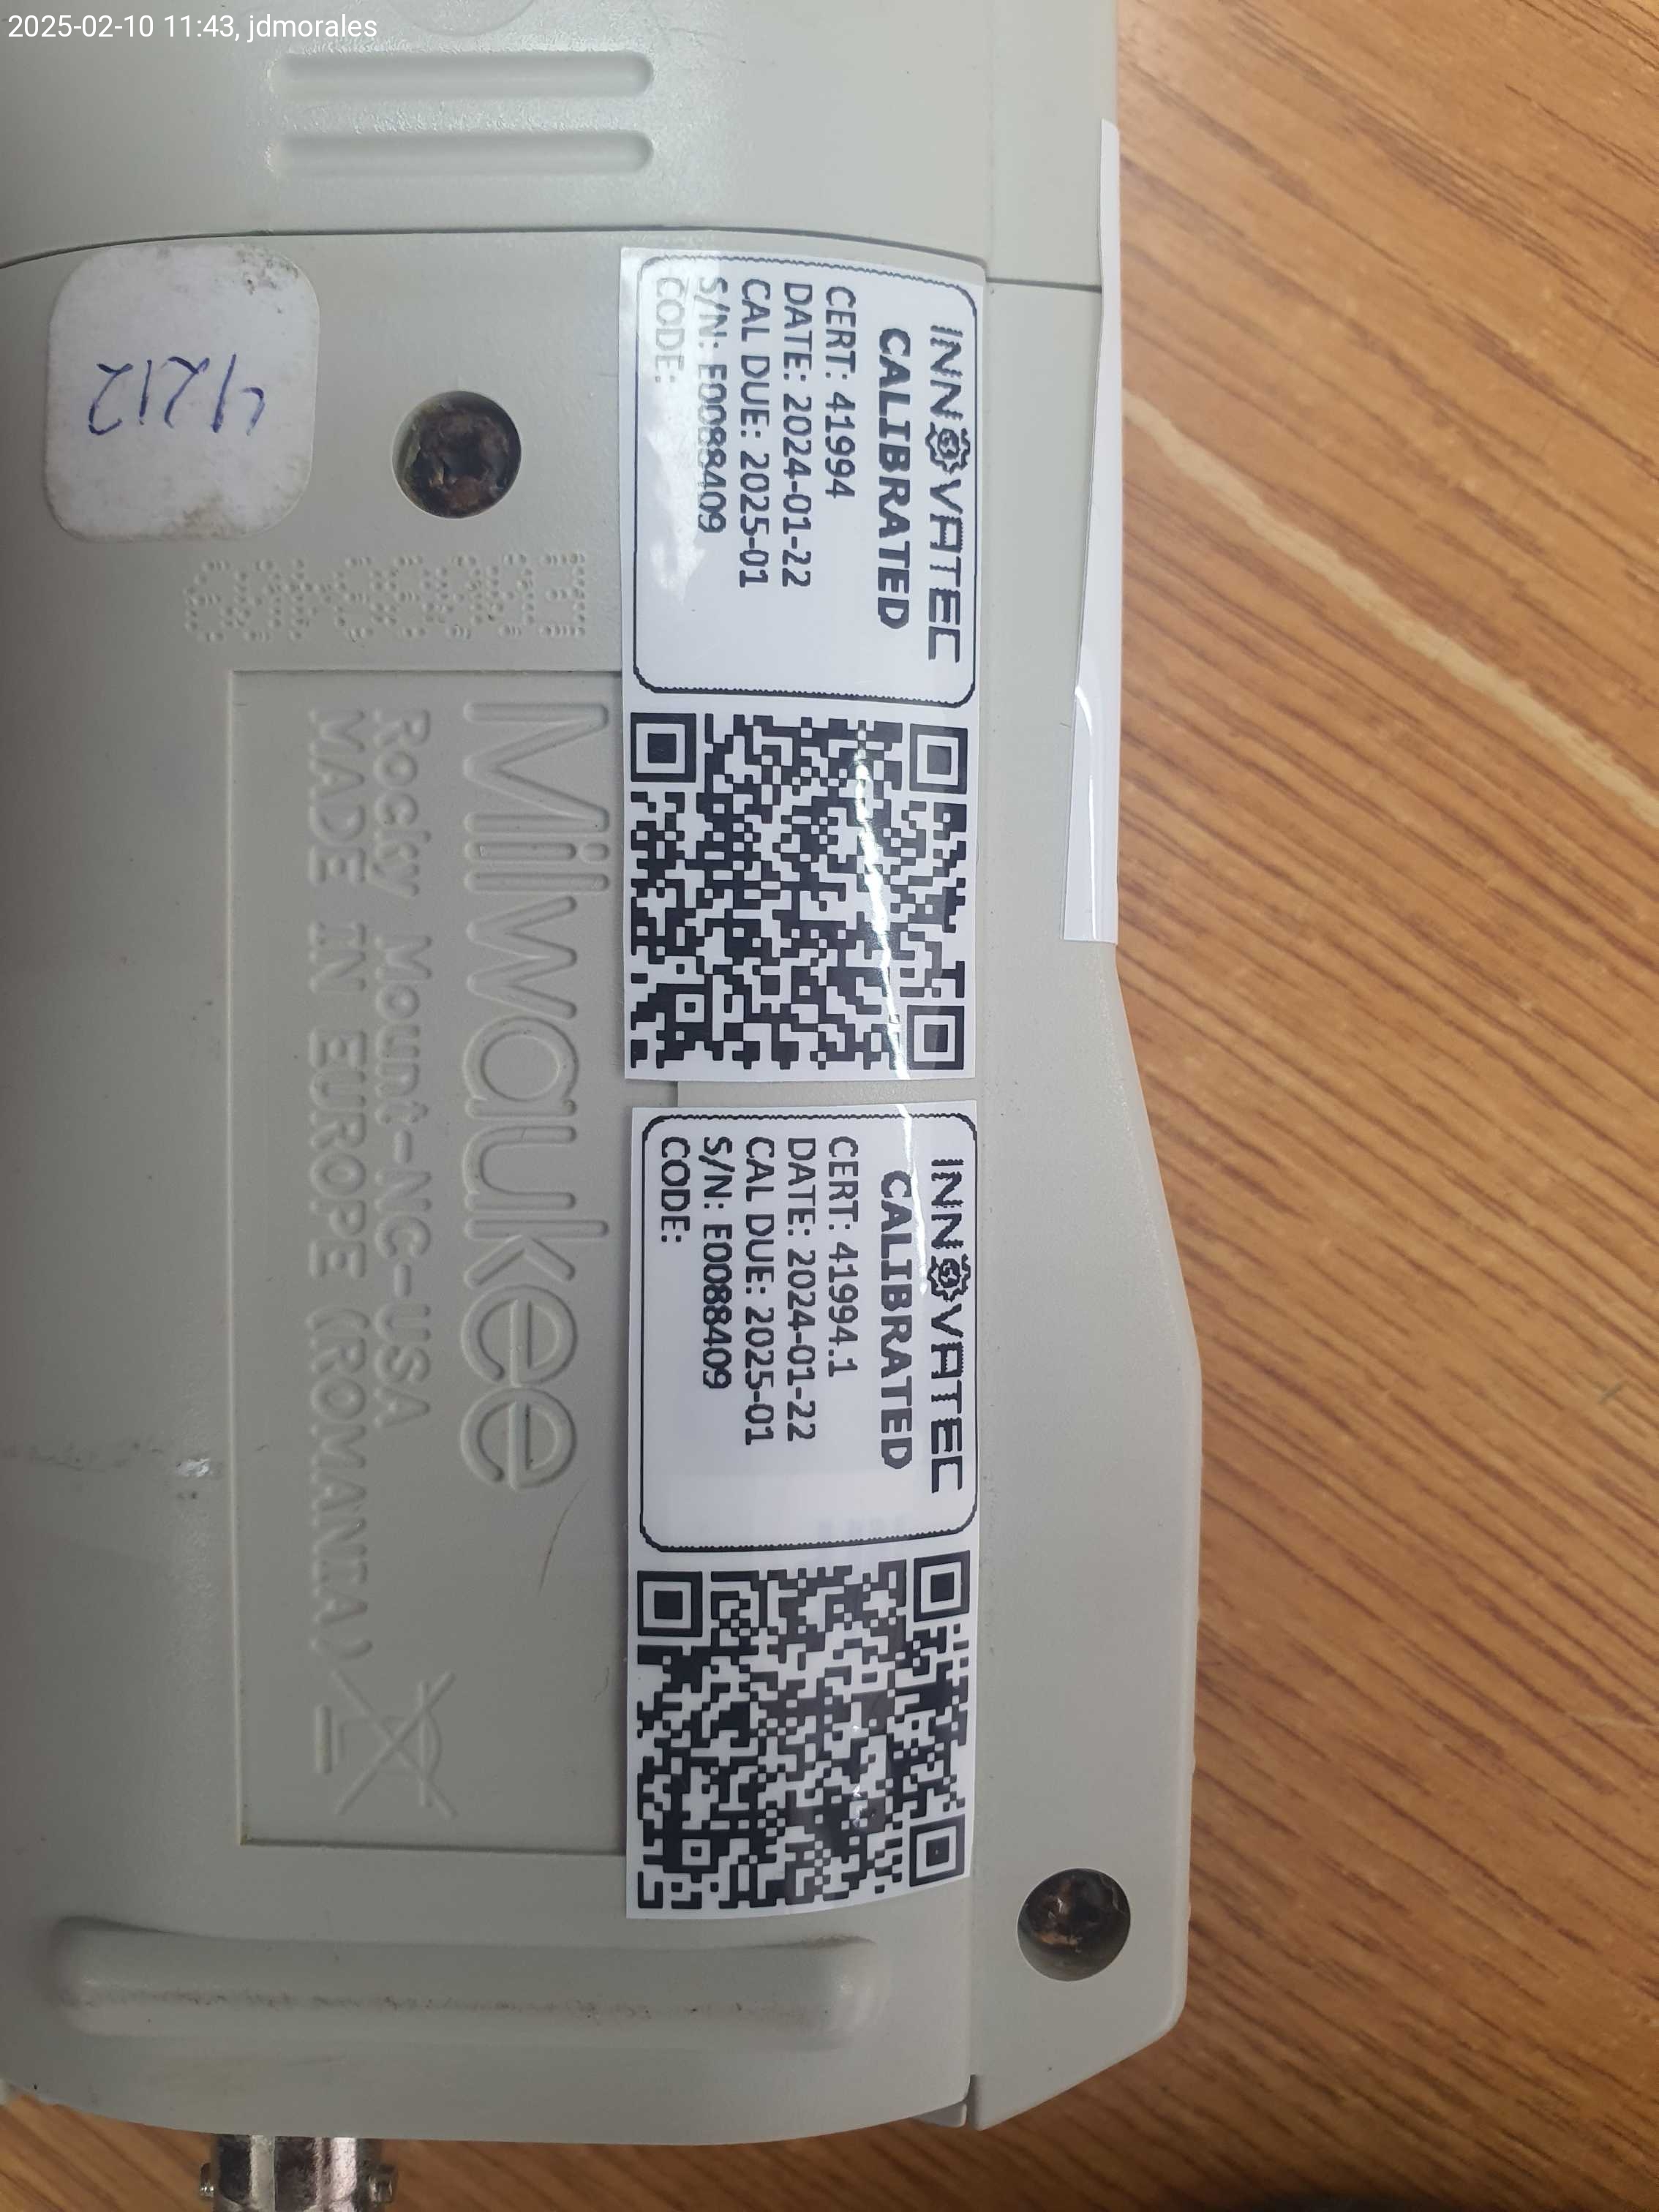 2025-02-10 11:43, jdmorales
INNOVATEC
CALIBRATED
CERT: 41994
DATE: 2024-01-22
CAL DUE: 2025-01
S/N: E0088409
CODE:
INNOVATEC
CALIBRATED
CERT: 41994.1
DATE: 2024-01-22
CAL DUE: 2025-01
S/N: E0088409
CODE:
Milwaukee
Rocky Mount-NC-USA
MADE IN EUROPE (ROMANIA)
4212